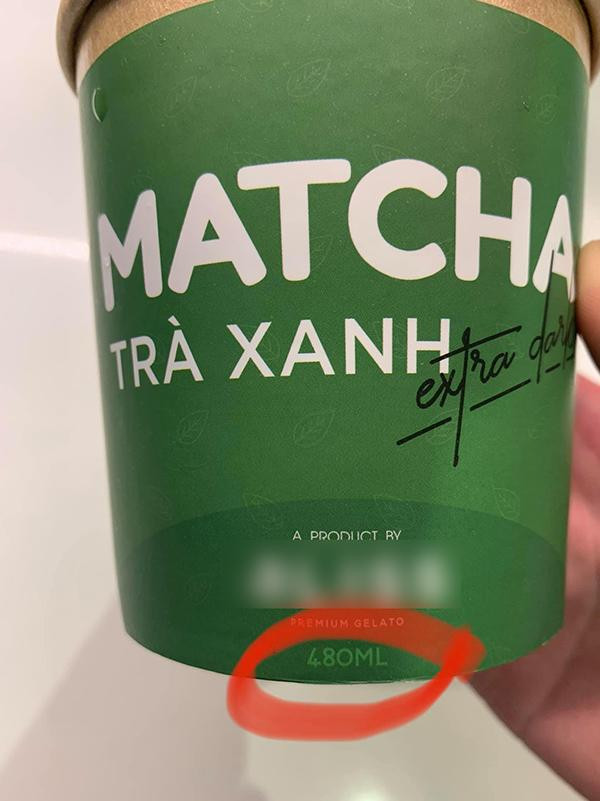 MATCHA
TRÀ XANH
extra dark
A PRODUCT BY
PREMIUM GELATO
480ML